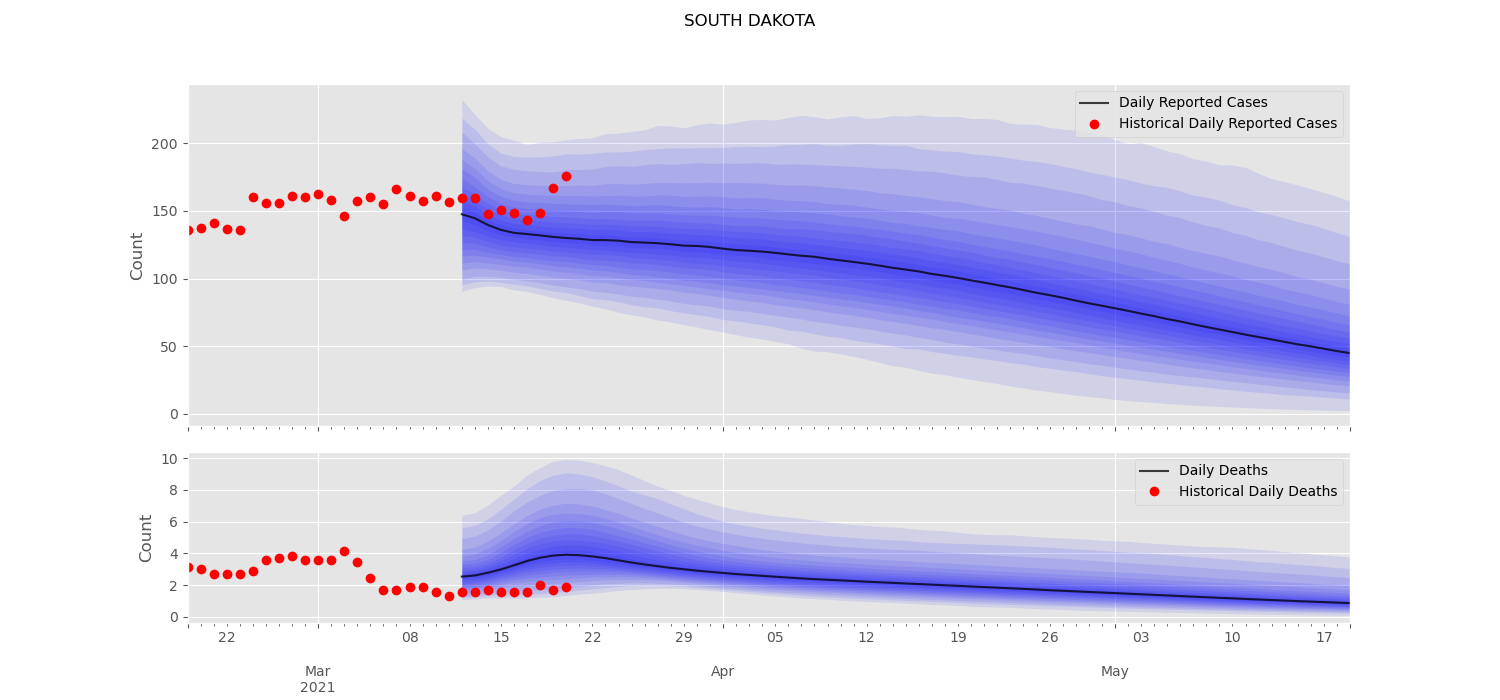 SOUTH DAKOTA
Daily Reported Cases
Historical Daily Reported Cases
Count
200
150
100
50
0
Daily Deaths
Historical Daily Deaths
Count
10
8
6
4
2
0
22 08 15 22 29 05 12 19 26 03 10 17
Mar Apr May
2021